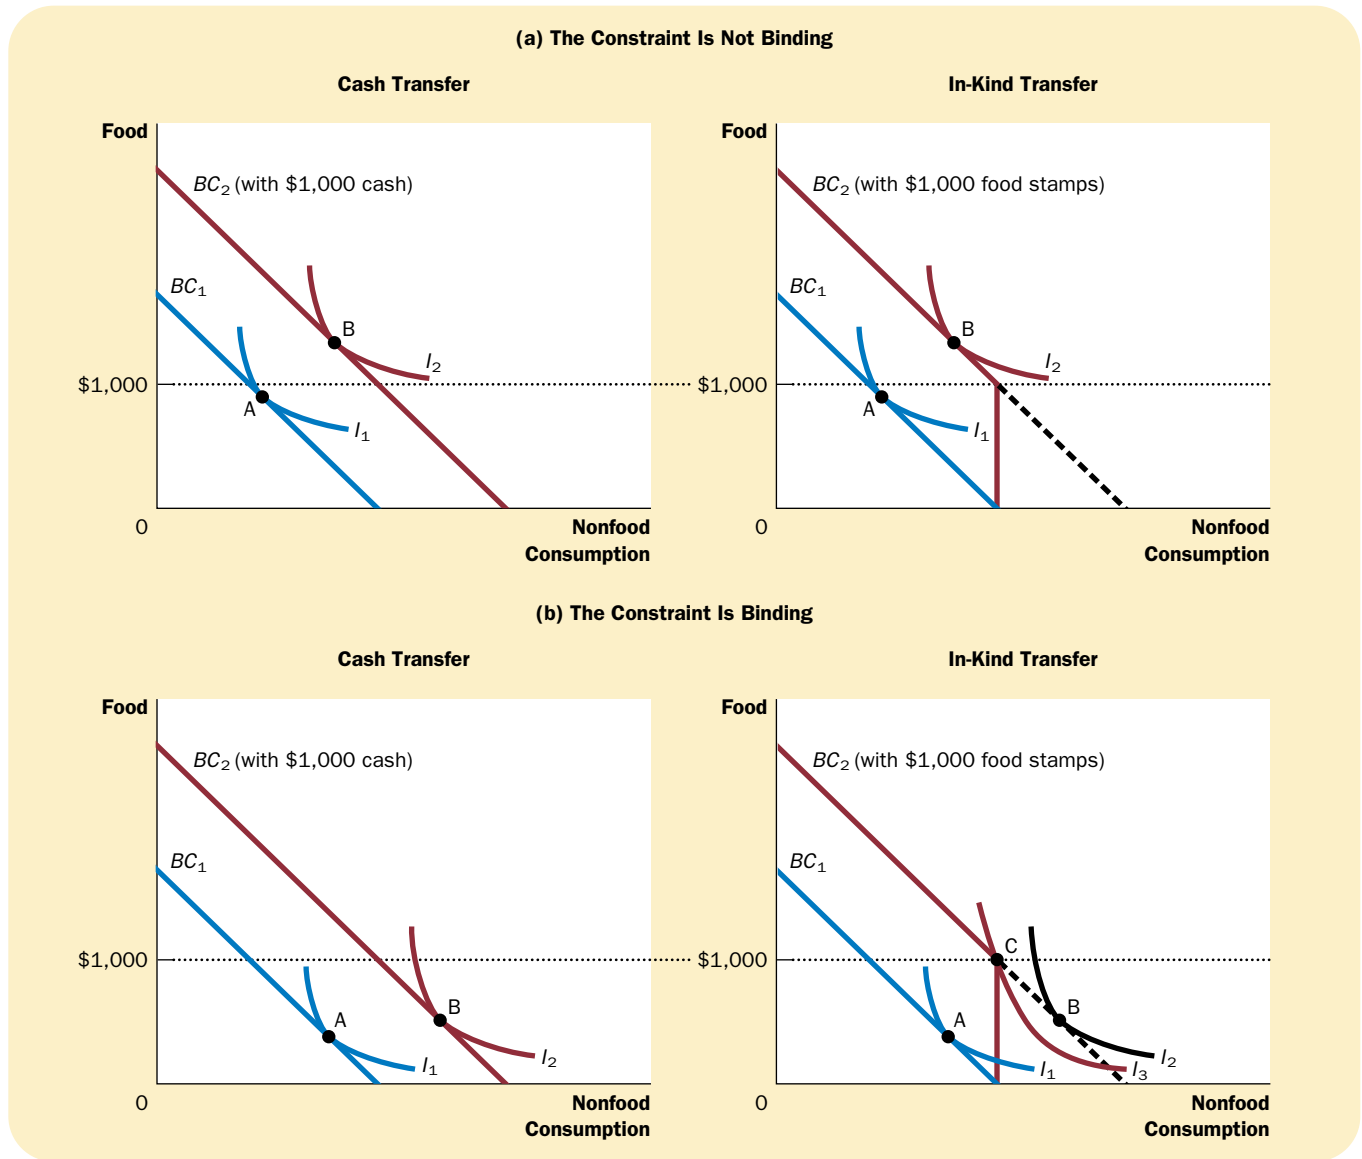 (a) The Constraint Is Not Binding
Cash Transfer
Food
BC₂ (with $1,000 cash)
BC₁
B
I₂
$1,000
A
I₁
0
Nonfood
Consumption
In-Kind Transfer
Food
BC₂ (with $1,000 food stamps)
BC₁
B
I₂
$1,000
A
I₁
0
Nonfood
Consumption
(b) The Constraint Is Binding
Cash Transfer
Food
BC₂ (with $1,000 cash)
BC₁
$1,000
B
A
I₂
I₁
0
Nonfood
Consumption
In-Kind Transfer
Food
BC₂ (with $1,000 food stamps)
BC₁
C
$1,000
B
A
I₂
I₁
I₃
0
Nonfood
Consumption